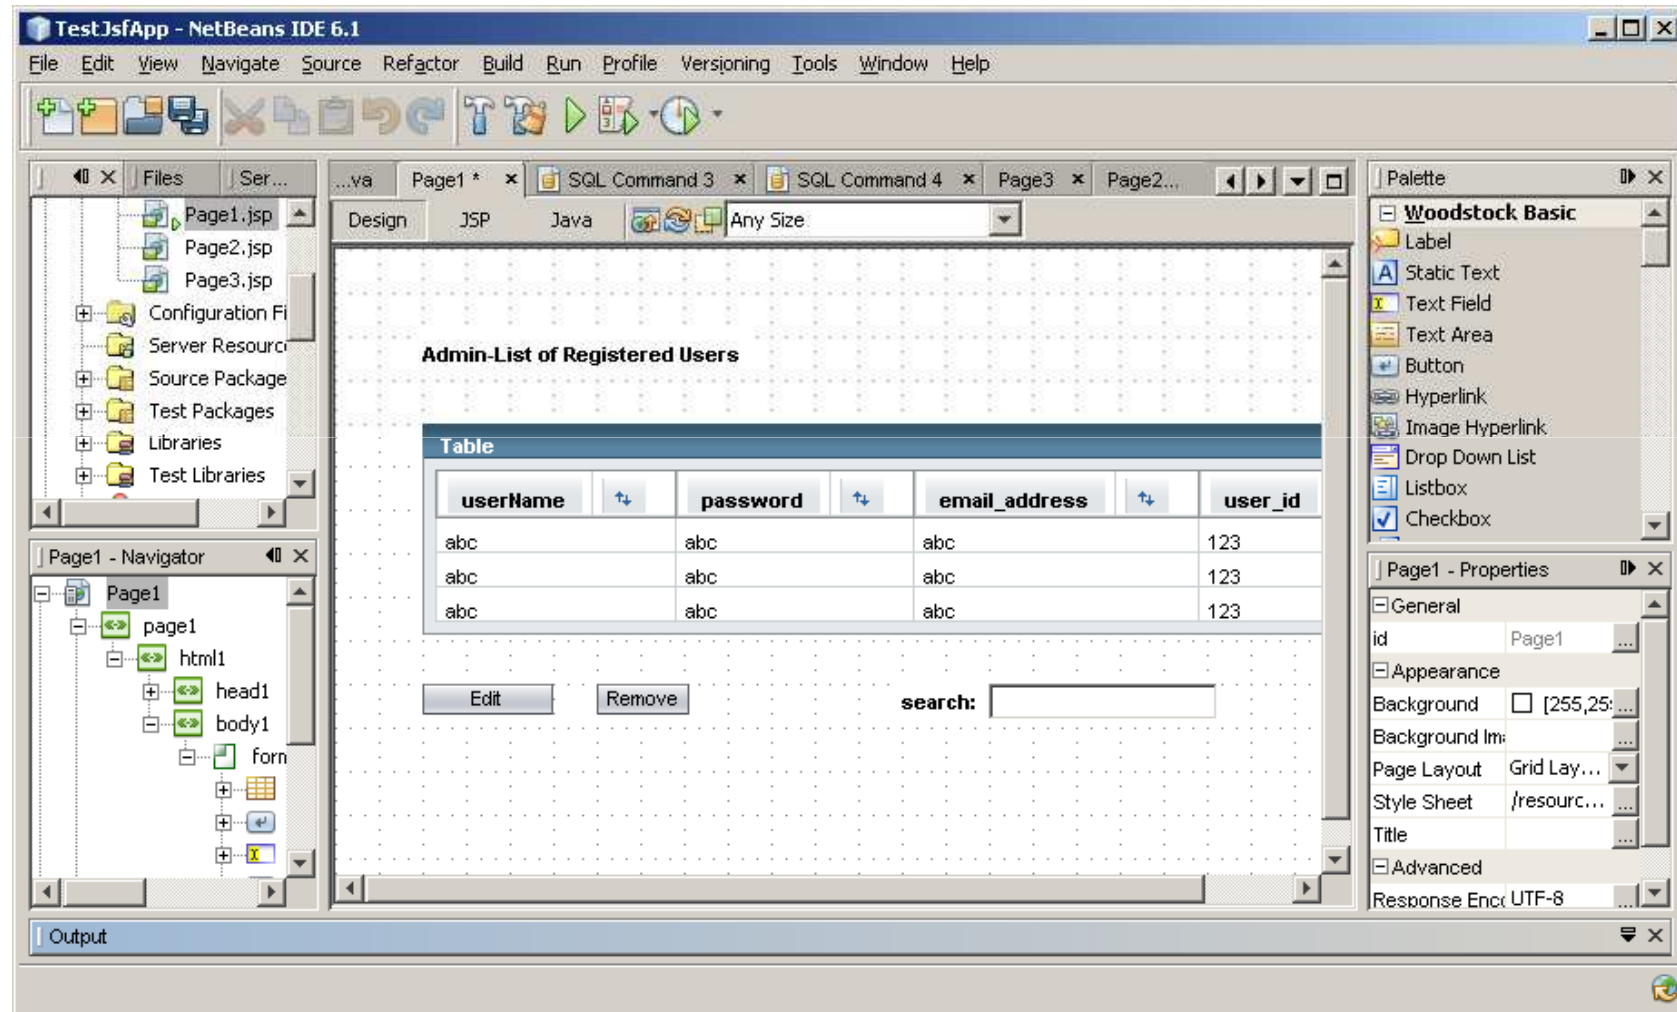 TestJsfApp - NetBeans IDE 6.1
File Edit View Navigate Source Refactor Build Run Profile Versioning Tools Window Help
Files Ser...
Page1.jsp
Page2.jsp
Page3.jsp
Configuration Fi
Server Resourc
Source Package
Test Packages
Libraries
Test Libraries
Page1 - Navigator
Page1
page1
html1
head1
body1
forn
...va Page1 * SQL Command 3 SQL Command 4 Page3 Page2...
Design JSP Java Any Size
Admin-List of Registered Users
Table
userName password email_address user_id
abc abc abc 123
abc abc abc 123
abc abc abc 123
Edit Remove search:
Palette
Woodstock Basic
Label
Static Text
Text Field
Text Area
Button
Hyperlink
Image Hyperlink
Drop Down List
Listbox
Checkbox
Page1 - Properties
General
id Page1 ...
Appearance
Background [255,25 ...
Background Im ...
Page Layout Grid Lay...
Style Sheet /resourc... ...
Title ...
Advanced
Response Enc UTF-8 ...
Output